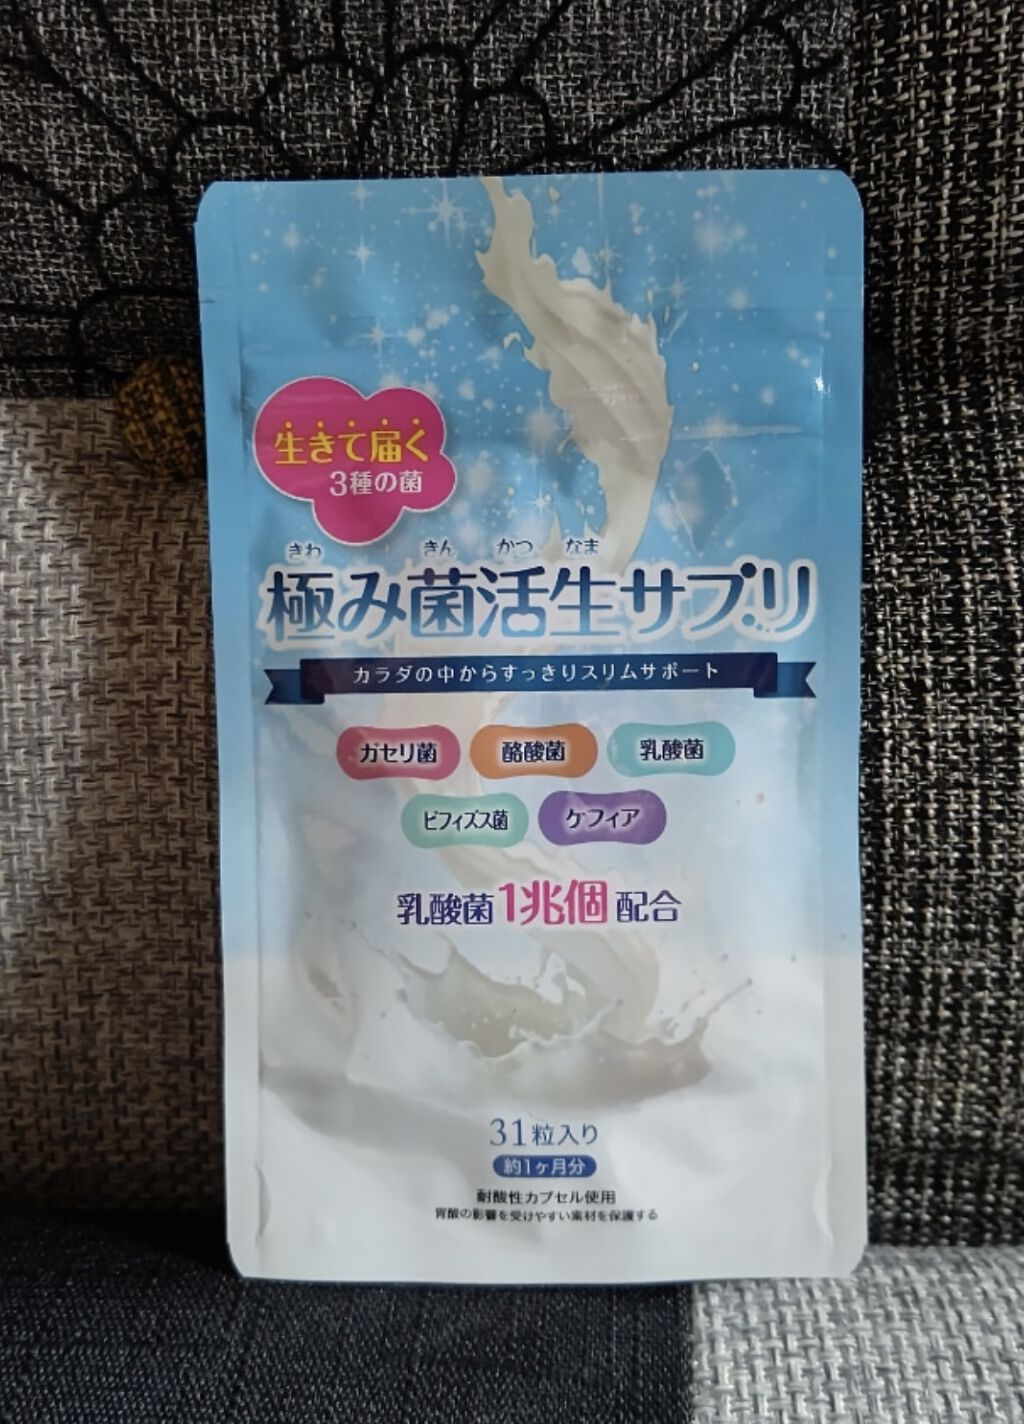 生きて届く
3種の菌
きわ きん かつ なま
極み菌活生サプリ
カラダの中からすっきりスリムサポート
ガセリ菌 酪酸菌 乳酸菌
ビフィズス菌 ケフィア
乳酸菌1兆個配合
31粒入り
約1ヶ月分
耐酸性カプセル使用
胃酸の影響を受けやすい素材を保護する